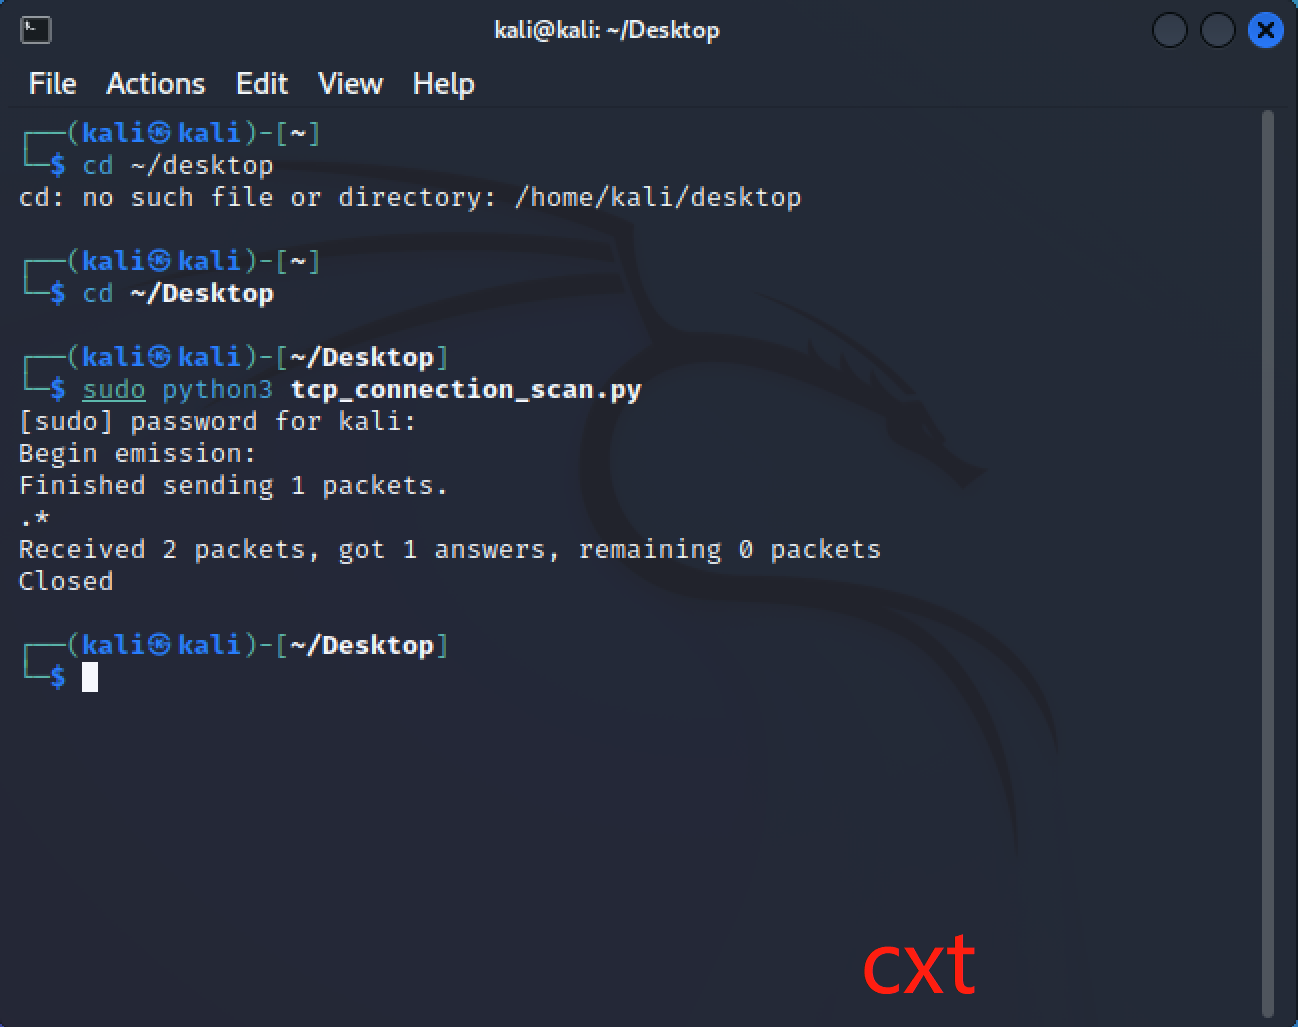 kali@kali: ~/Desktop
File Actions Edit View Help
┌──(kali㉿kali)-[~]
└─$ cd ~/desktop
cd: no such file or directory: /home/kali/desktop
┌──(kali㉿kali)-[~]
└─$ cd ~/Desktop
┌──(kali㉿kali)-[~/Desktop]
└─$ sudo python3 tcp_connection_scan.py
[sudo] password for kali:
Begin emission:
Finished sending 1 packets.
.*
Received 2 packets, got 1 answers, remaining 0 packets
Closed
┌──(kali㉿kali)-[~/Desktop]
└─$
cxt